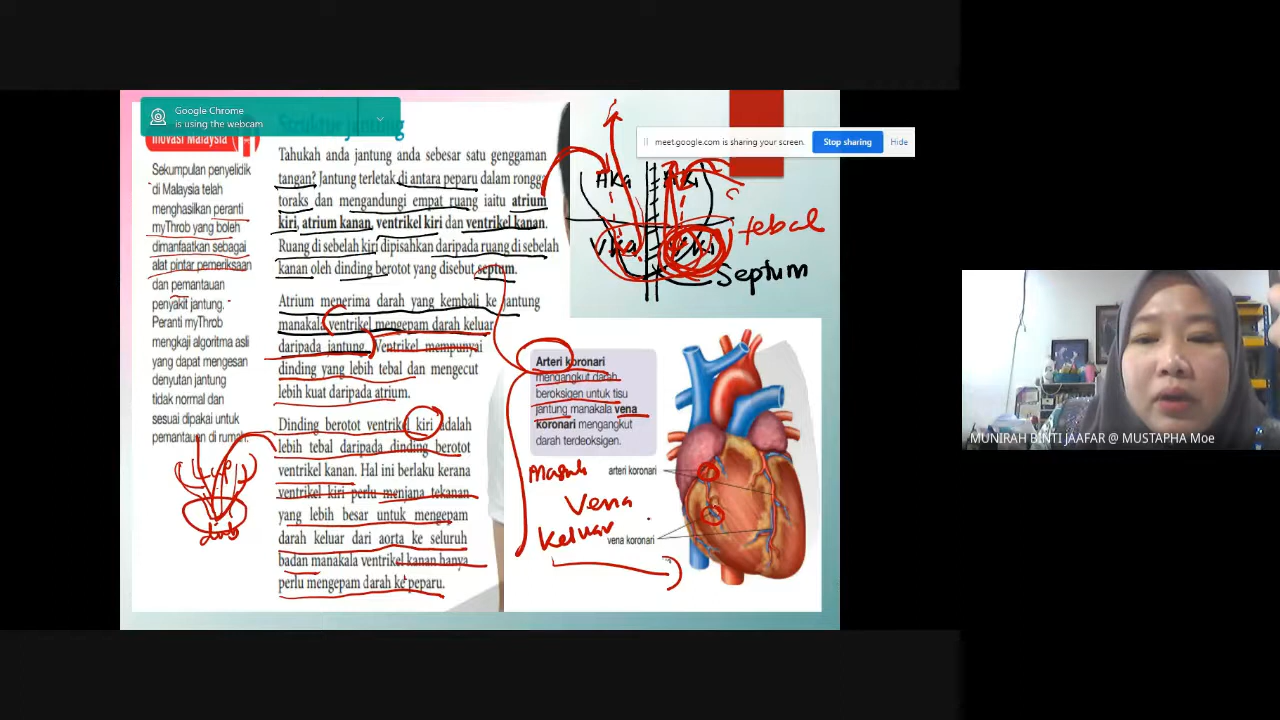 Google Chrome
is using the webcam
Struktur jantung
Inovasi Malaysia
Sekumpulan penyelidik
di Malaysia telah
menghasilkan peranti
myThrob yang boleh
dimanfaatkan sebagai
alat pintar pemeriksaan
dan pemantauan
penyakit jantung.
Peranti myThrob
mengkaji algoritma asli
yang dapat mengesan
denyutan jantung
tidak normal dan
sesuai dipakai untuk
pemantauan di rumah.
Tahukah anda jantung anda sebesar satu genggaman
tangan? Jantung terletak di antara peparu dalam rongga
toraks dan mengandungi empat ruang iaitu atrium
kiri, atrium kanan, ventrikel kiri dan ventrikel kanan.
Ruang di sebelah kiri dipisahkan daripada ruang di sebelah
kanan oleh dinding berotot yang disebut septum.
Atrium menerima darah yang kembali ke jantung
manakala ventrikel mengepam darah keluar
daripada jantung. Ventrikel mempunyai
dinding yang lebih tebal dan mengecut
lebih kuat daripada atrium.
Dinding berotot ventrikel kiri adalah
lebih tebal daripada dinding berotot
ventrikel kanan. Hal ini berlaku kerana
ventrikel kiri perlu menjana tekanan
yang lebih besar untuk mengepam
darah keluar dari aorta ke seluruh
badan manakala ventrikel kanan hanya
perlu mengepam darah ke peparu.
meet.google.com is sharing your screen.
Stop sharing
Hide
AKa
AKi
VKa
VKi
tebal
Septum
Arteri koronari
mengangkut darah
beroksigen untuk tisu
jantung manakala vena
koronari mengangkut
darah terdeoksigen.
Masuk
arteri koronari
Vena
Keluar
vena koronari
MUNIRAH BINTI JAAFAR @ MUSTAPHA Moe